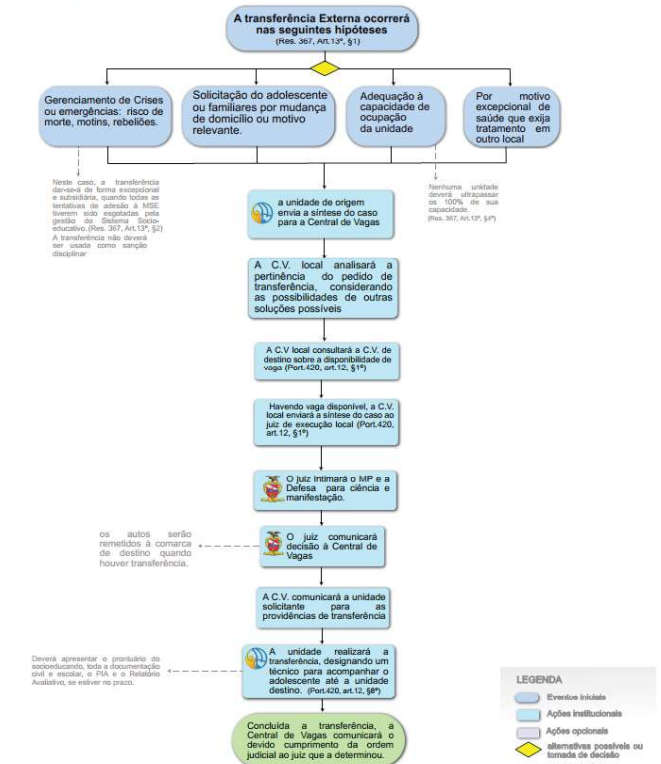 A transferência Externa ocorrerá
nas seguintes hipóteses
(Res. 367, Art.13º, §1)
Gerenciamento de Crises
ou emergências: risco de
morte, motins, rebeliões.
Solicitação do adolescente
ou familiares por mudança
de domicílio ou motivo
relevante.
Adequação à
capacidade de
ocupação
da unidade
Por motivo
excepcional de
saúde que exija
tratamento em
outro local
Neste caso, a transferência
dar-se-á de forma excepcional
e subsidiária, quando todas as
tentativas de adesão à MSE
tiverem sido esgotadas pela
gestão do Sistema Socio-
educativo. (Res. 367, Art.13º, §2)
A transferência não deverá
ser usada como sanção
disciplinar
Nenhuma unidade
deverá ultrapassar
os 100% de sua
capacidade.
(Res. 367, Art.13º, §4º)
a unidade de origem
envia a síntese do caso
para a Central de Vagas
A C.V. local analisará a
pertinência do pedido de
transferência, considerando
as possibilidades de outras
soluções possíveis
A C.V local consultará a C.V. de
destino sobre a disponibilidade de
vaga (Port.420, art.12, §1º)
Havendo vaga disponível, a C.V.
local enviará a síntese do caso ao
juiz de execução local (Port.420,
art.12, §1º)
O juiz intimará o MP e a
Defesa para ciência e
manifestação.
O juiz comunicará
decisão à Central de
Vagas
os autos serão
remetidos à comarca
de destino quando
houver transferência.
A C.V. comunicará a unidade
solicitante para as
providências de transferência
A unidade realizará a
transferência, designando um
técnico para acompanhar o
adolescente até a unidade
destino. (Port.420, art.12, §8º)
Deverá apresentar o prontuário do
socioeducando, toda a documentação
civil e escolar, o PIA e o Relatório
Avaliativo, se estiver no prazo.
Concluída a transferência, a
Central de Vagas comunicará o
devido cumprimento da ordem
judicial ao juiz que a determinou.
LEGENDA
Eventos iniciais
Ações institucionais
Ações opcionais
alternativas possíveis ou
tomada de decisão